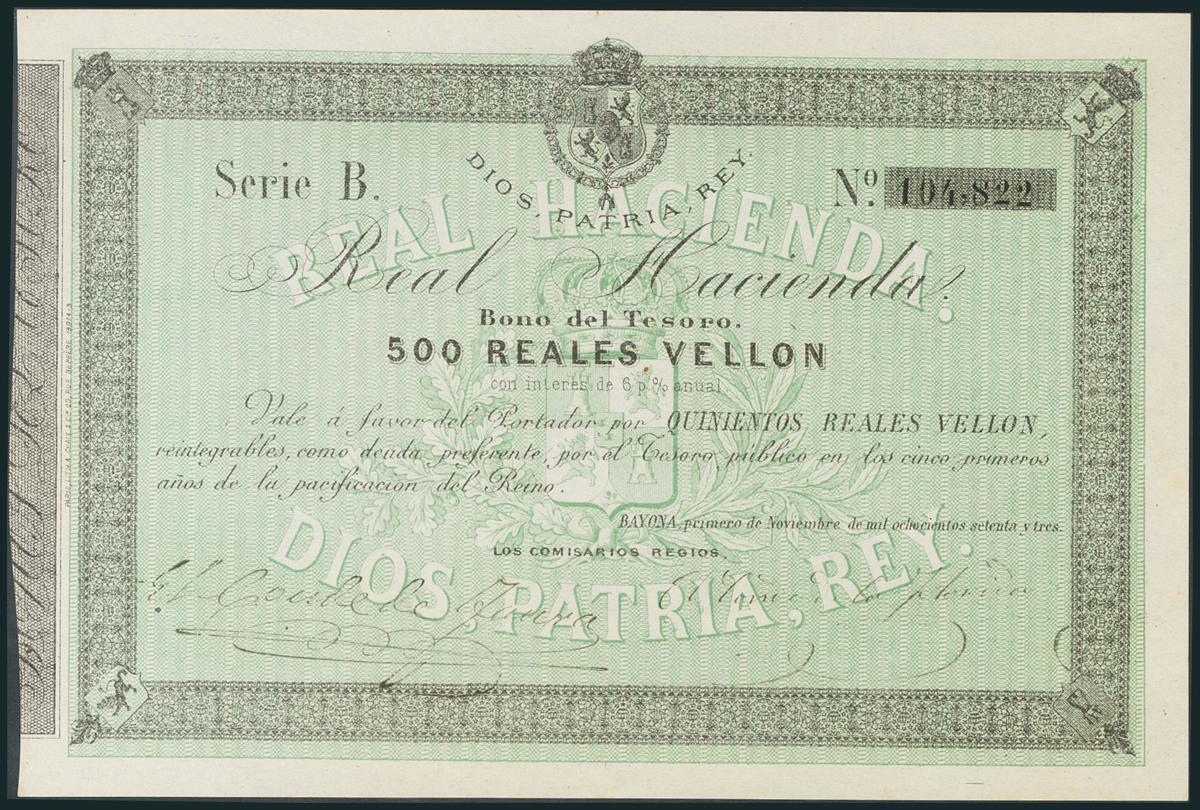 DIOS, PATRIA, REY.
Serie B.
Nº. 104,822
REAL HACIENDA.
Real Hacienda.
Bono del Tesoro.
500 REALES VELLON
con interes de 6 p% anual
Vale á favor del Portador por QUINIENTOS REALES VELLON,
reintegrables, como deuda preferente, por el Tesoro público en los cinco primeros
años de la pacificacion del Reino.
BAYONA, primero de Noviembre de mil ochocientos setenta y tres.
LOS COMISARIOS REGIOS.
DIOS, PATRIA, REY.
El Conde de